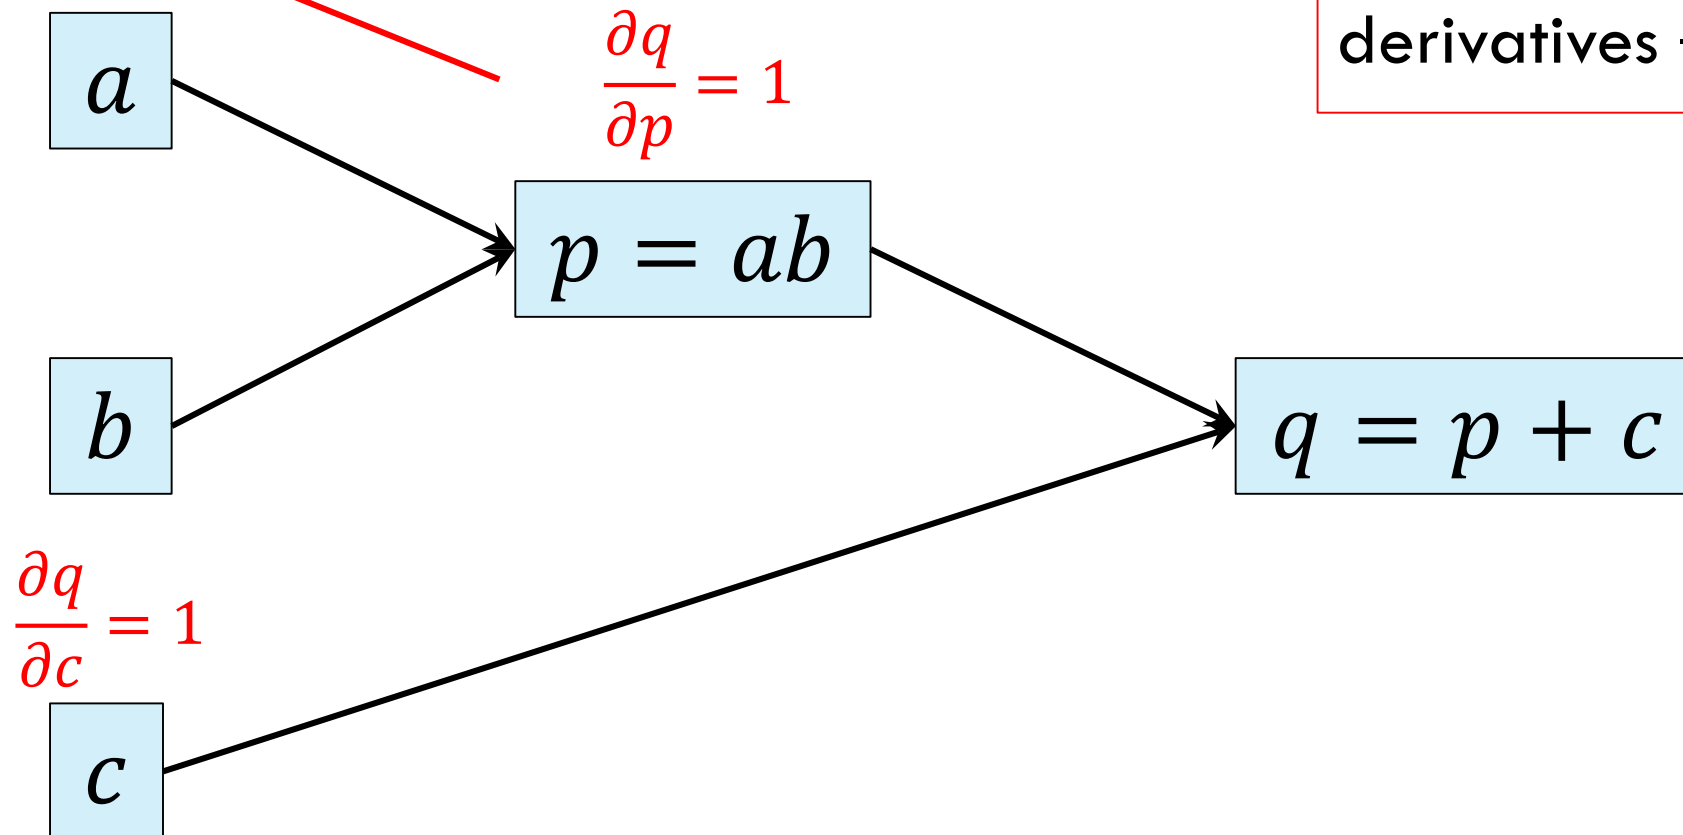 derivatives
a
∂q/∂p = 1
p = ab
b
q = p + c
∂q/∂c = 1
c